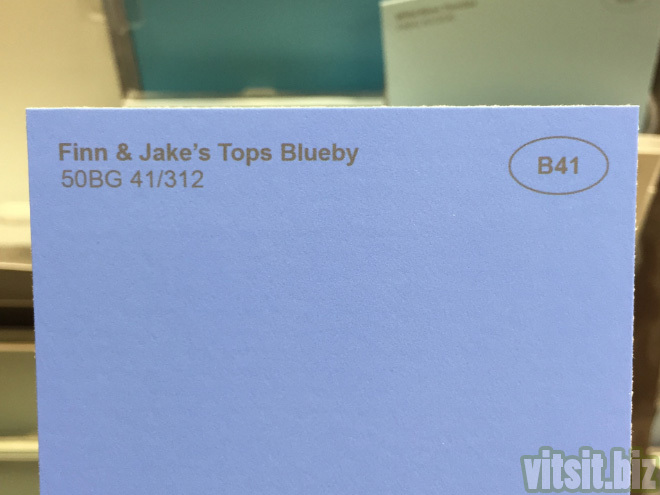 Finn & Jake's Tops Blueby
50BG 41/312
B41
vitsit.biz